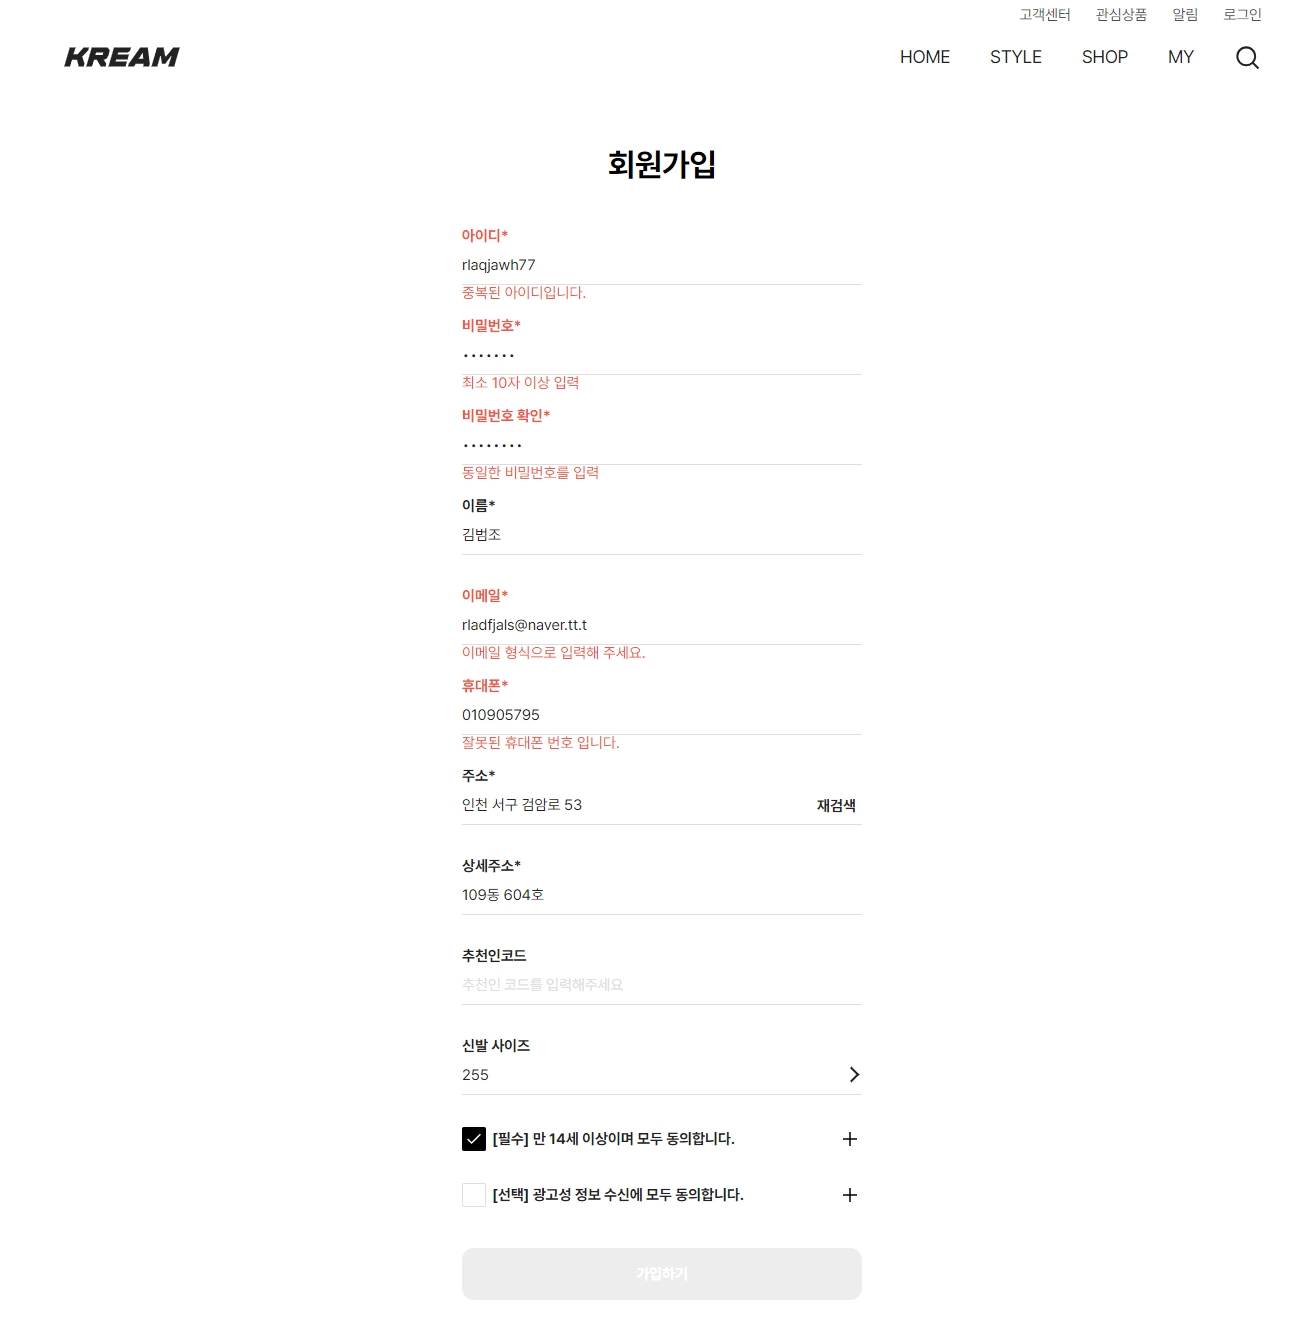 고객센터 관심상품 알림 로그인
KREAM HOME STYLE SHOP MY
회원가입
아이디*
rlaqjawh77
중복된 아이디입니다.
비밀번호*
•••••••
최소 10자 이상 입력
비밀번호 확인*
••••••••
동일한 비밀번호를 입력
이름*
김범조
이메일*
rladfjals@naver.tt.t
이메일 형식으로 입력해 주세요.
휴대폰*
010905795
잘못된 휴대폰 번호 입니다.
주소*
인천 서구 검암로 53 재검색
상세주소*
109동 604호
추천인코드
추천인 코드를 입력해주세요
신발 사이즈
255
[필수] 만 14세 이상이며 모두 동의합니다.
[선택] 광고성 정보 수신에 모두 동의합니다.
가입하기